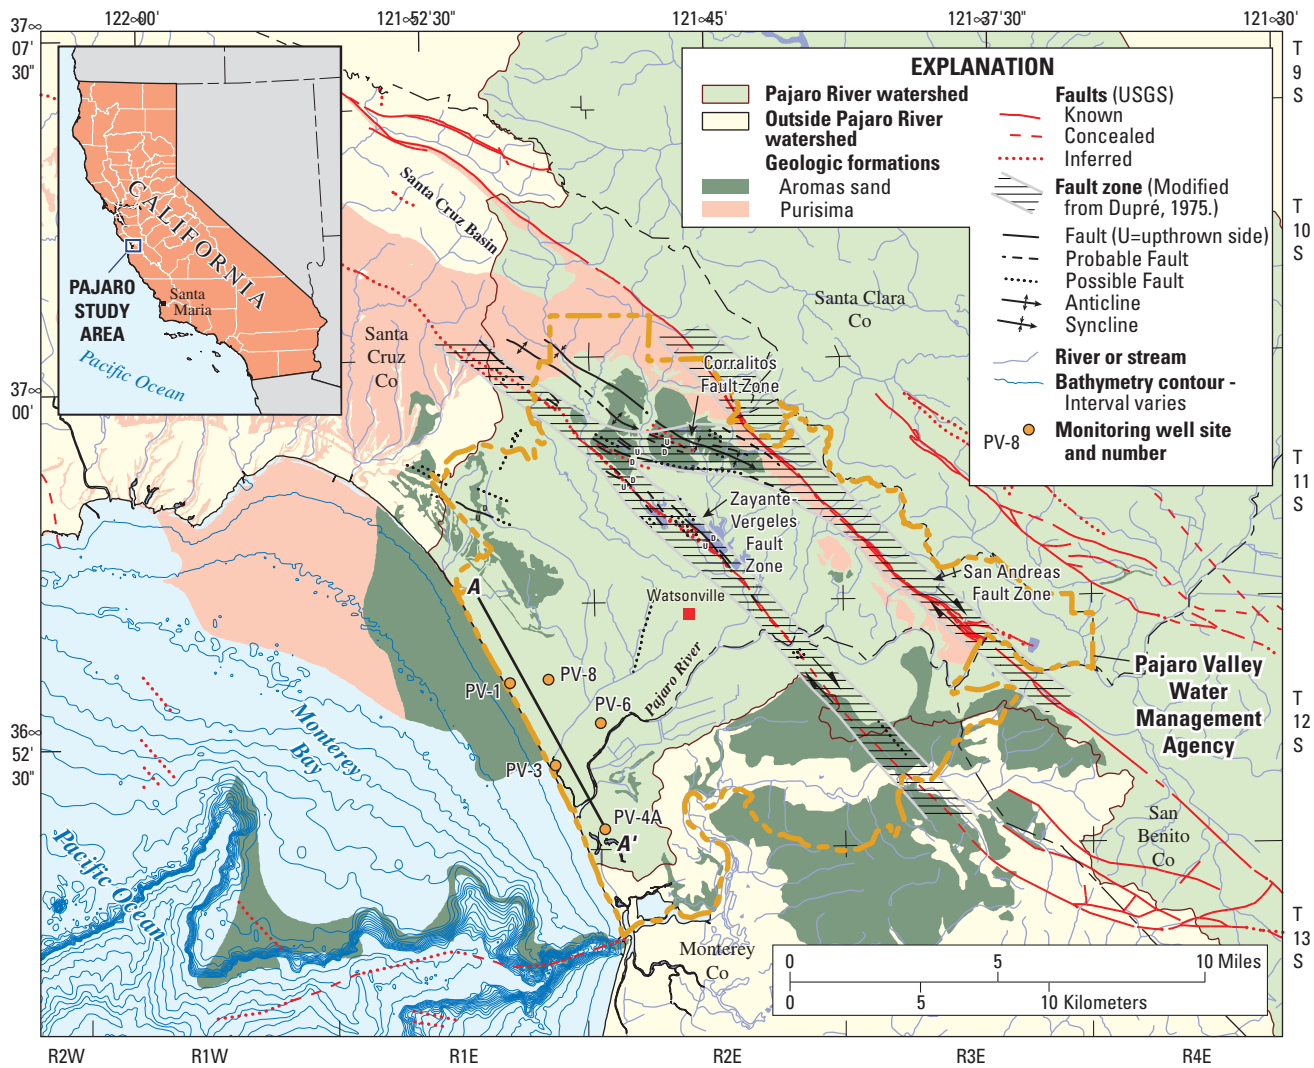 122°00'
121°52'30"
121°45'
121°37'30"
121°30'
37∞
07'
30"
37∞
00'
36∞
52'
30"
T
9
S
T
10
S
T
11
S
T
12
S
T
13
S
R2W
R1W
R1E
R2E
R3E
R4E
CALIFORNIA
PAJARO
STUDY
AREA
Santa
Maria
Pacific Ocean
EXPLANATION
Pajaro River watershed
Outside Pajaro River
watershed
Geologic formations
Aromas sand
Purisima
Faults (USGS)
Known
Concealed
Inferred
Fault zone (Modified
from Dupré, 1975.)
Fault (U=upthrown side)
Probable Fault
Possible Fault
Anticline
Syncline
River or stream
Bathymetry contour -
Interval varies
PV-8
Monitoring well site
and number
1
Santa Cruz Basin
Santa
Cruz
Co
Santa Clara
Co
Corralitos
Fault Zone
U
D
U
D
D
U
Zayante-
Vergeles
Fault
Zone
D
U
San Andreas
Fault Zone
Watsonville
Pajaro River
A
PV-1
PV-8
PV-6
PV-3
PV-4A
A'
Pajaro Valley
Water
Management
Agency
Monterey
Bay
Pacific Ocean
San
Benito
Co
Monterey
Co
0 5 10 Miles
0 5 10 Kilometers